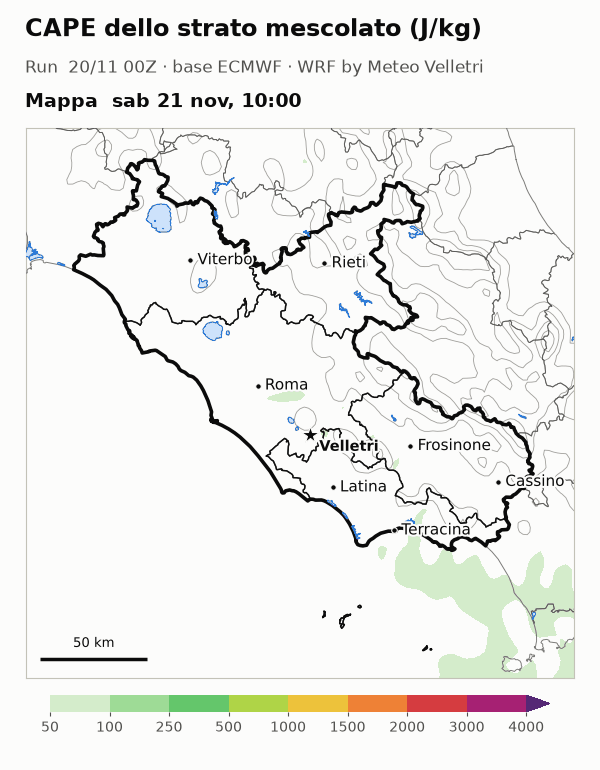 CAPE dello strato mescolato (J/kg)
Run  20/11 00Z · base ECMWF · WRF by Meteo Velletri
Mappa  sab 21 nov, 10:00
Viterbo
Rieti
Roma
Velletri
Frosinone
Latina
Cassino
Terracina
50 km
50 100 250 500 1000 1500 2000 3000 4000